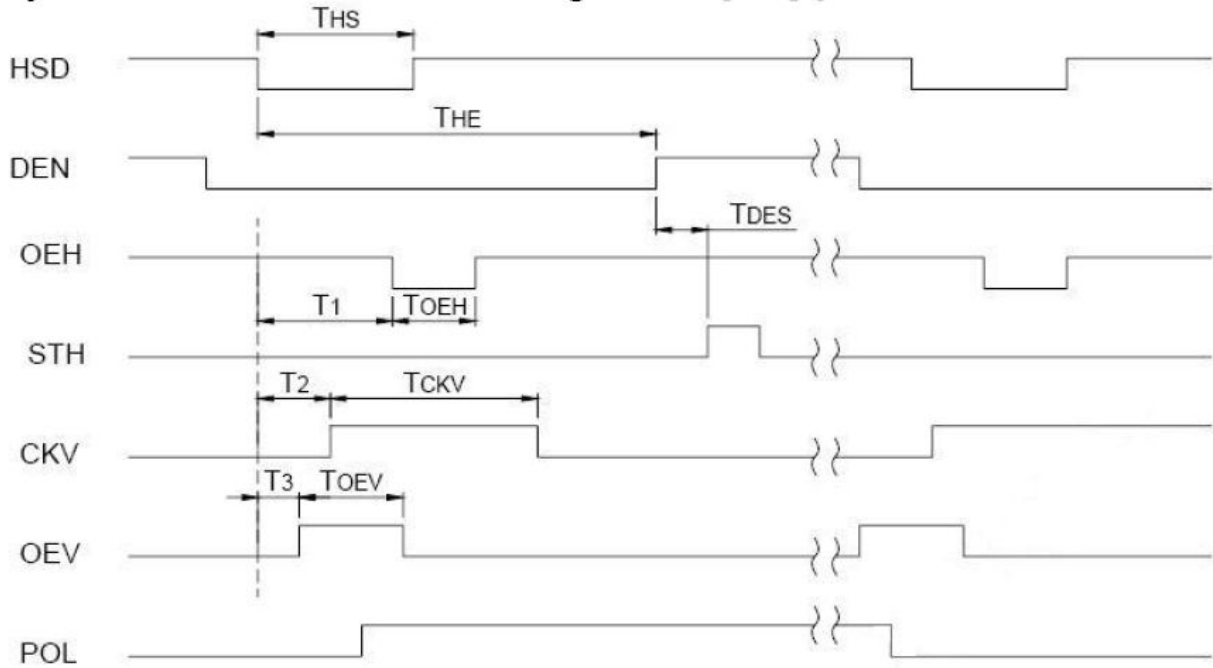 THS
HSD
THE
DEN
TDES
OEH
T1 TOEH
STH
T2 TCKV
CKV
T3 TOEV
OEV
POL